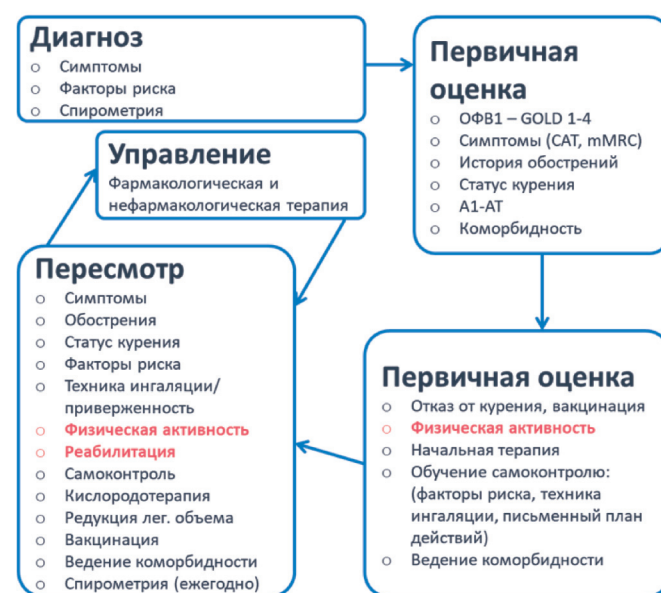 Диагноз
○ Симптомы
○ Факторы риска
○ Спирометрия
Первичная
оценка
○ ОФВ1 – GOLD 1-4
○ Симптомы (CAT, mMRC)
○ История обострений
○ Статус курения
○ А1-АТ
○ Коморбидность
Управление
Фармакологическая и
нефармакологическая терапия
Пересмотр
○ Симптомы
○ Обострения
○ Статус курения
○ Факторы риска
○ Техника ингаляции/
приверженность
○ Физическая активность
○ Реабилитация
○ Самоконтроль
○ Кислородотерапия
○ Редукция лег. объема
○ Вакцинация
○ Ведение коморбидности
○ Спирометрия (ежегодно)
Первичная оценка
○ Отказ от курения, вакцинация
○ Физическая активность
○ Начальная терапия
○ Обучение самоконтролю:
(факторы риска, техника
ингаляции, письменный план
действий)
○ Ведение коморбидности